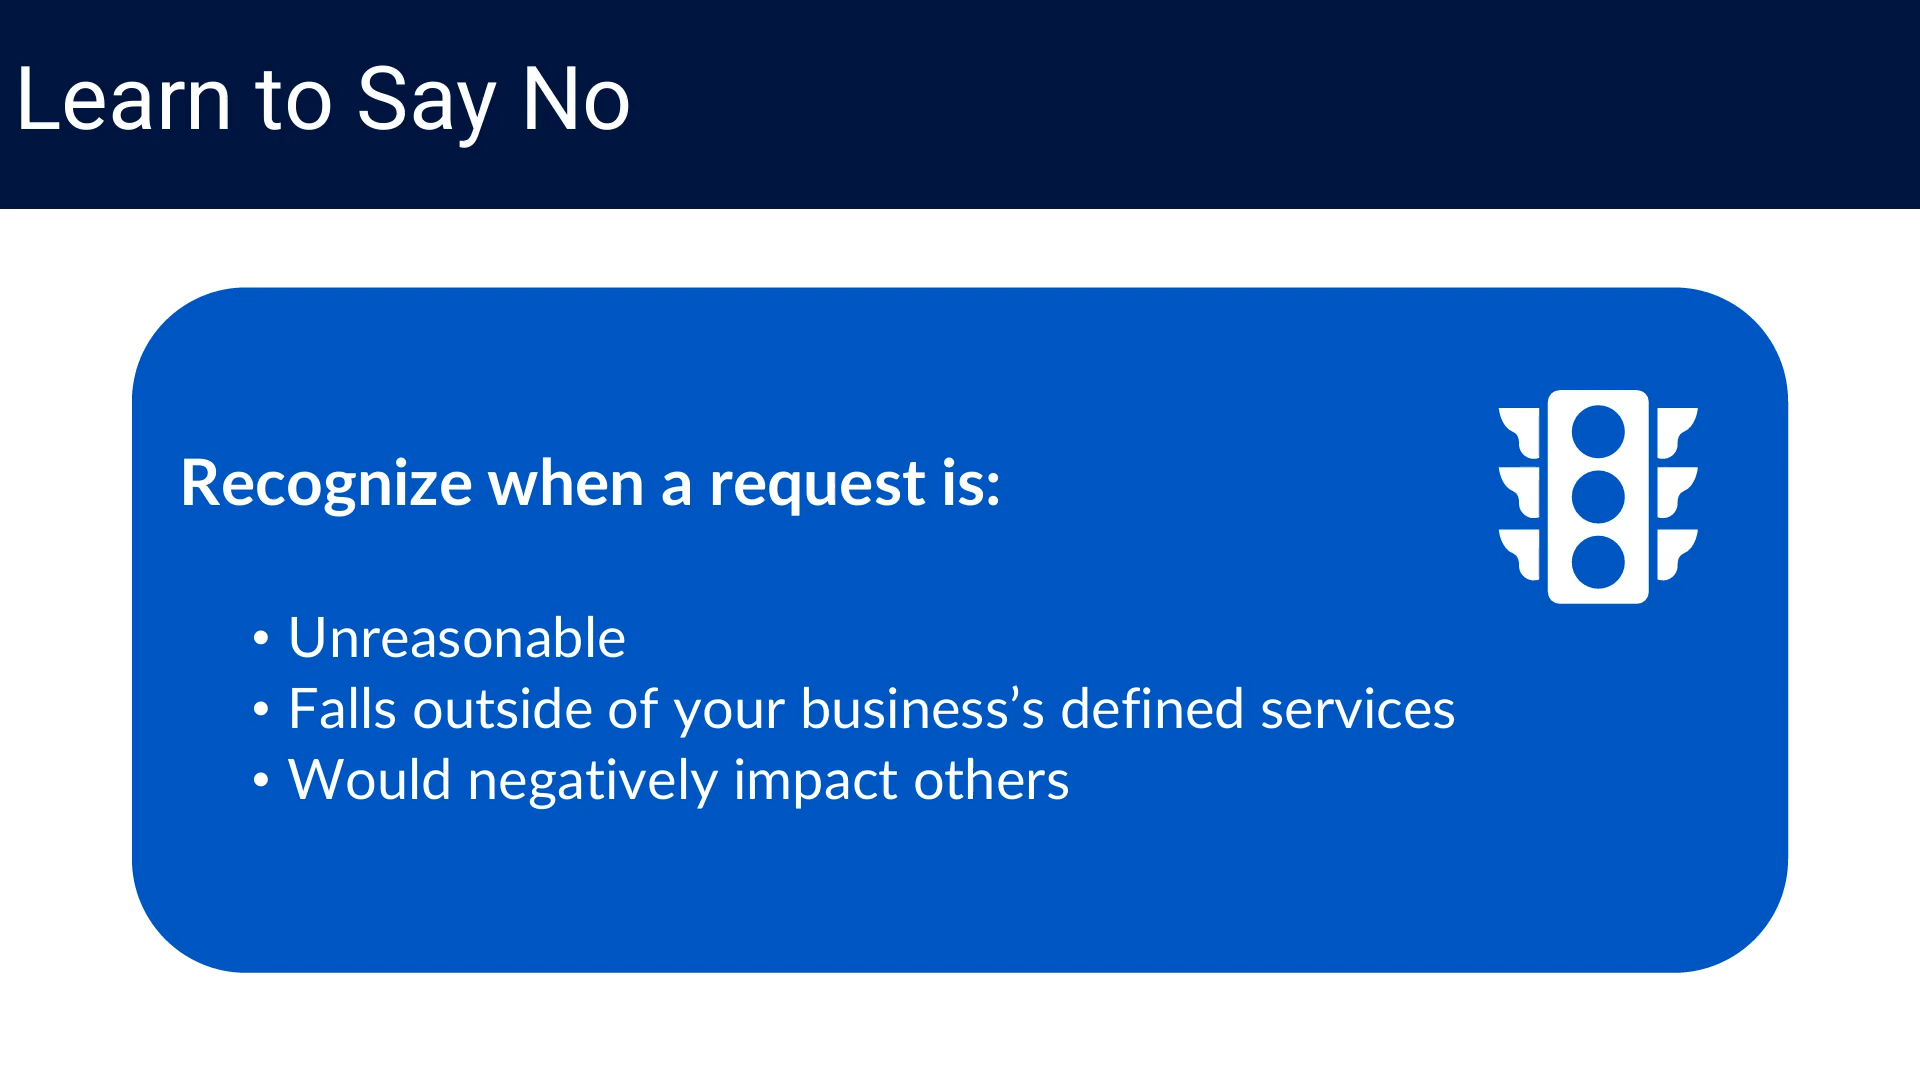 Learn to Say No
Recognize when a request is:
• Unreasonable
• Falls outside of your business’s defined services
• Would negatively impact others